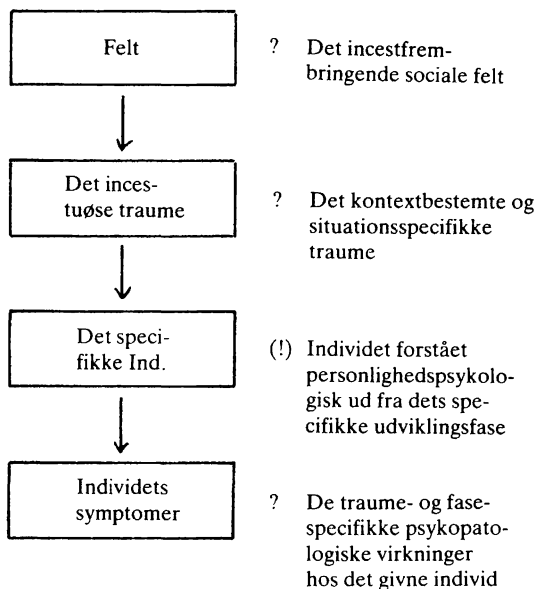 Felt
? Det incestfrem-
bringende sociale felt
Det inces-
tuøse traume
? Det kontextbestemte og
situationsspecifikke
traume
Det speci-
fikke Ind.
(!) Individet forstået
personlighedspsykolo-
gisk ud fra dets spe-
cifikke udviklingsfase
Individets
symptomer
? De traume- og fase-
specifikke psykopato-
logiske virkninger
hos det givne individ